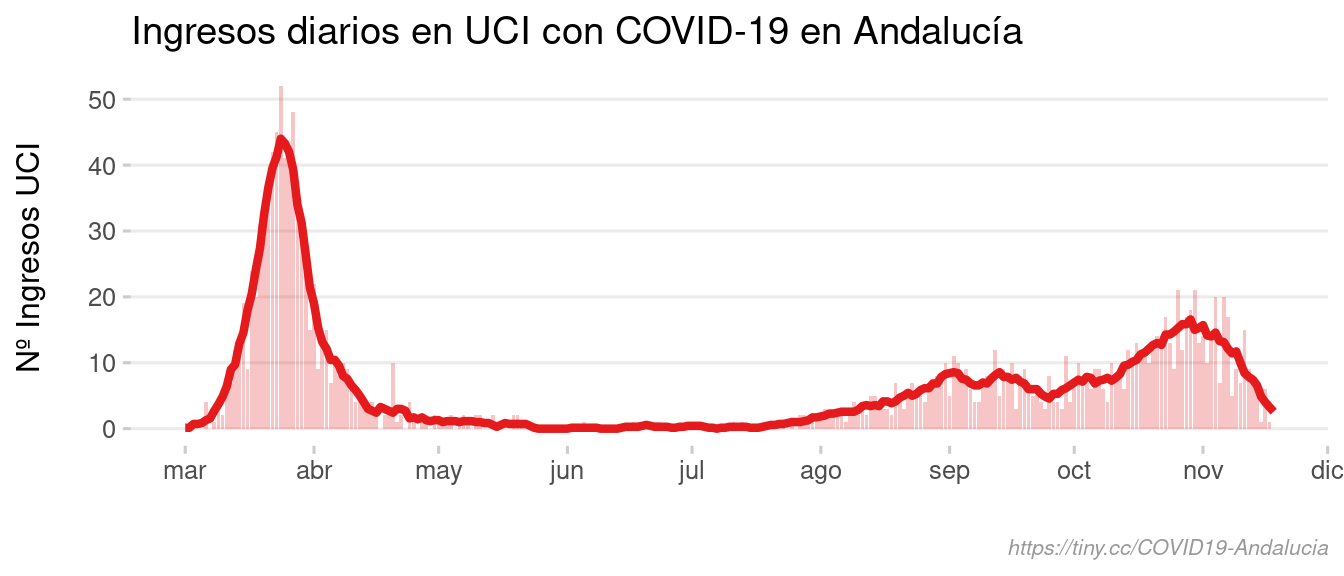 Ingresos diarios en UCI con COVID-19 en Andalucía
Nº Ingresos UCI
50
40
30
20
10
0
mar abr may jun jul ago sep oct nov dic
https://tiny.cc/COVID19-Andalucia